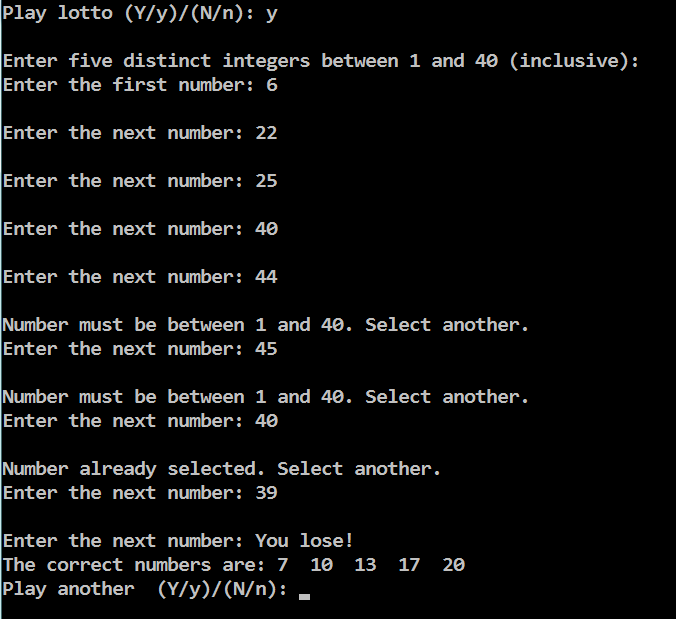 Play lotto (Y/y)/(N/n): y
Enter five distinct integers between 1 and 40 (inclusive):
Enter the first number: 6
Enter the next number: 22
Enter the next number: 25
Enter the next number: 40
Enter the next number: 44
Number must be between 1 and 40. Select another.
Enter the next number: 45
Number must be between 1 and 40. Select another.
Enter the next number: 40
Number already selected. Select another.
Enter the next number: 39
Enter the next number: You lose!
The correct numbers are: 7  10  13  17  20
Play another  (Y/y)/(N/n):